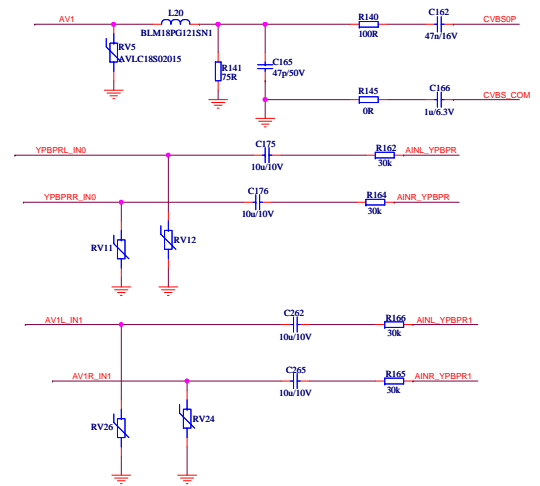 L20
AV1
BLM18PG121SN1
R140
100R
C162
47n/16V
CVBS0P
RV5
AVLC18S02015
R141
75R
C165
47p/50V
R145
0R
C166
1u/6.3V
CVBS_COM
YPBPRL_IN0
C175
10u/10V
R162
30k
AINL_YPBPR
YPBPRR_IN0
C176
10u/10V
R164
30k
AINR_YPBPR
RV11
RV12
AV1L_IN1
C262
10u/10V
R166
30k
AINL_YPBPR1
AV1R_IN1
C265
10u/10V
R165
30k
AINR_YPBPR1
RV26
RV24